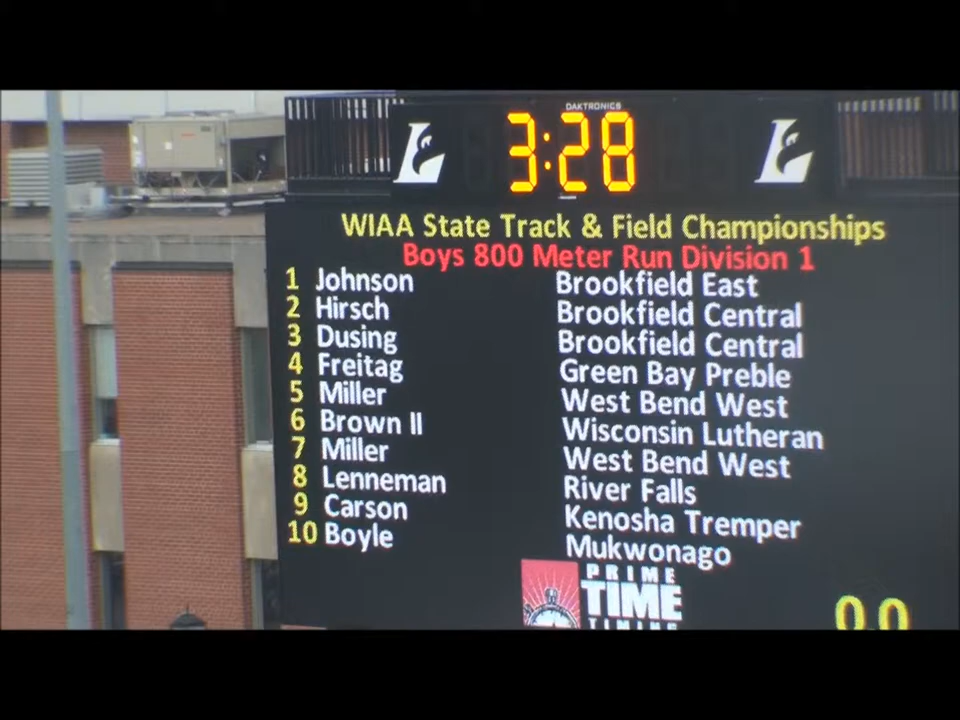 DAKTRONICS
3:28
WIAA State Track & Field Championships
Boys 800 Meter Run Division 1
1 Johnson Brookfield East
2 Hirsch Brookfield Central
3 Dusing Brookfield Central
4 Freitag Green Bay Preble
5 Miller West Bend West
6 Brown II Wisconsin Lutheran
7 Miller West Bend West
8 Lenneman River Falls
9 Carson Kenosha Tremper
10 Boyle Mukwonago
PRIME
TIME
TIMING
0.0